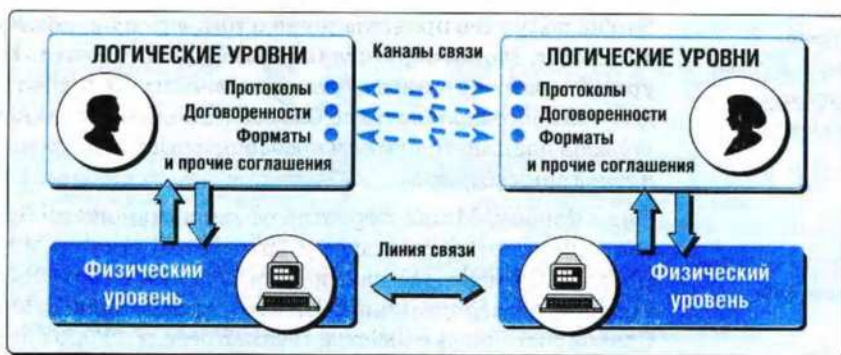 ЛОГИЧЕСКИЕ УРОВНИ
Протоколы
Договоренности
Форматы
и прочие соглашения
Каналы связи
ЛОГИЧЕСКИЕ УРОВНИ
Протоколы
Договоренности
Форматы
и прочие соглашения
Физический
уровень
Линия связи
Физический
уровень